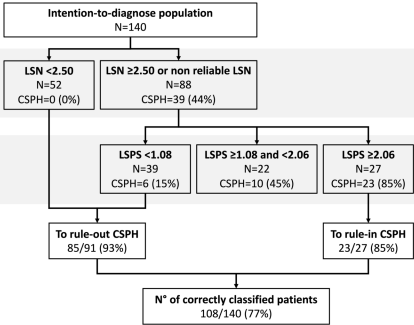 Intention-to-diagnose population
N=140
LSN <2.50
N=52
CSPH=0 (0%)
LSN ≥2.50 or non reliable LSN
N=88
CSPH=39 (44%)
LSPS <1.08
N=39
CSPH=6 (15%)
LSPS ≥1.08 and <2.06
N=22
CSPH=10 (45%)
LSPS ≥2.06
N=27
CSPH=23 (85%)
To rule-out CSPH
85/91 (93%)
To rule-in CSPH
23/27 (85%)
N° of correctly classified patients
108/140 (77%)